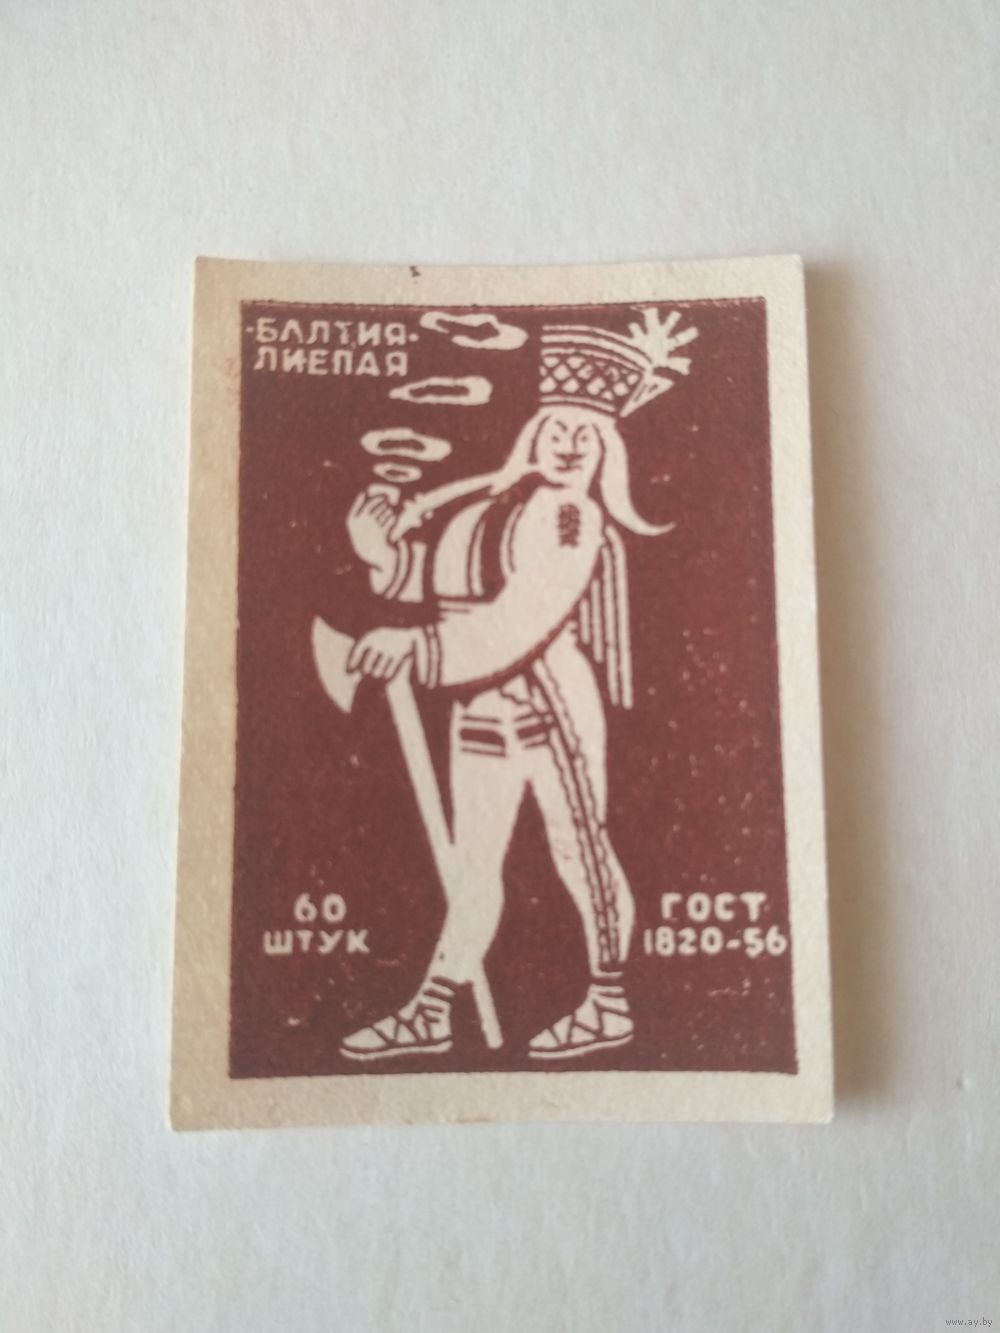 ·БАЛТИЯ·
ЛИЕПАЯ
60
ШТУК
ГОСТ
1820-56
www.ay.by